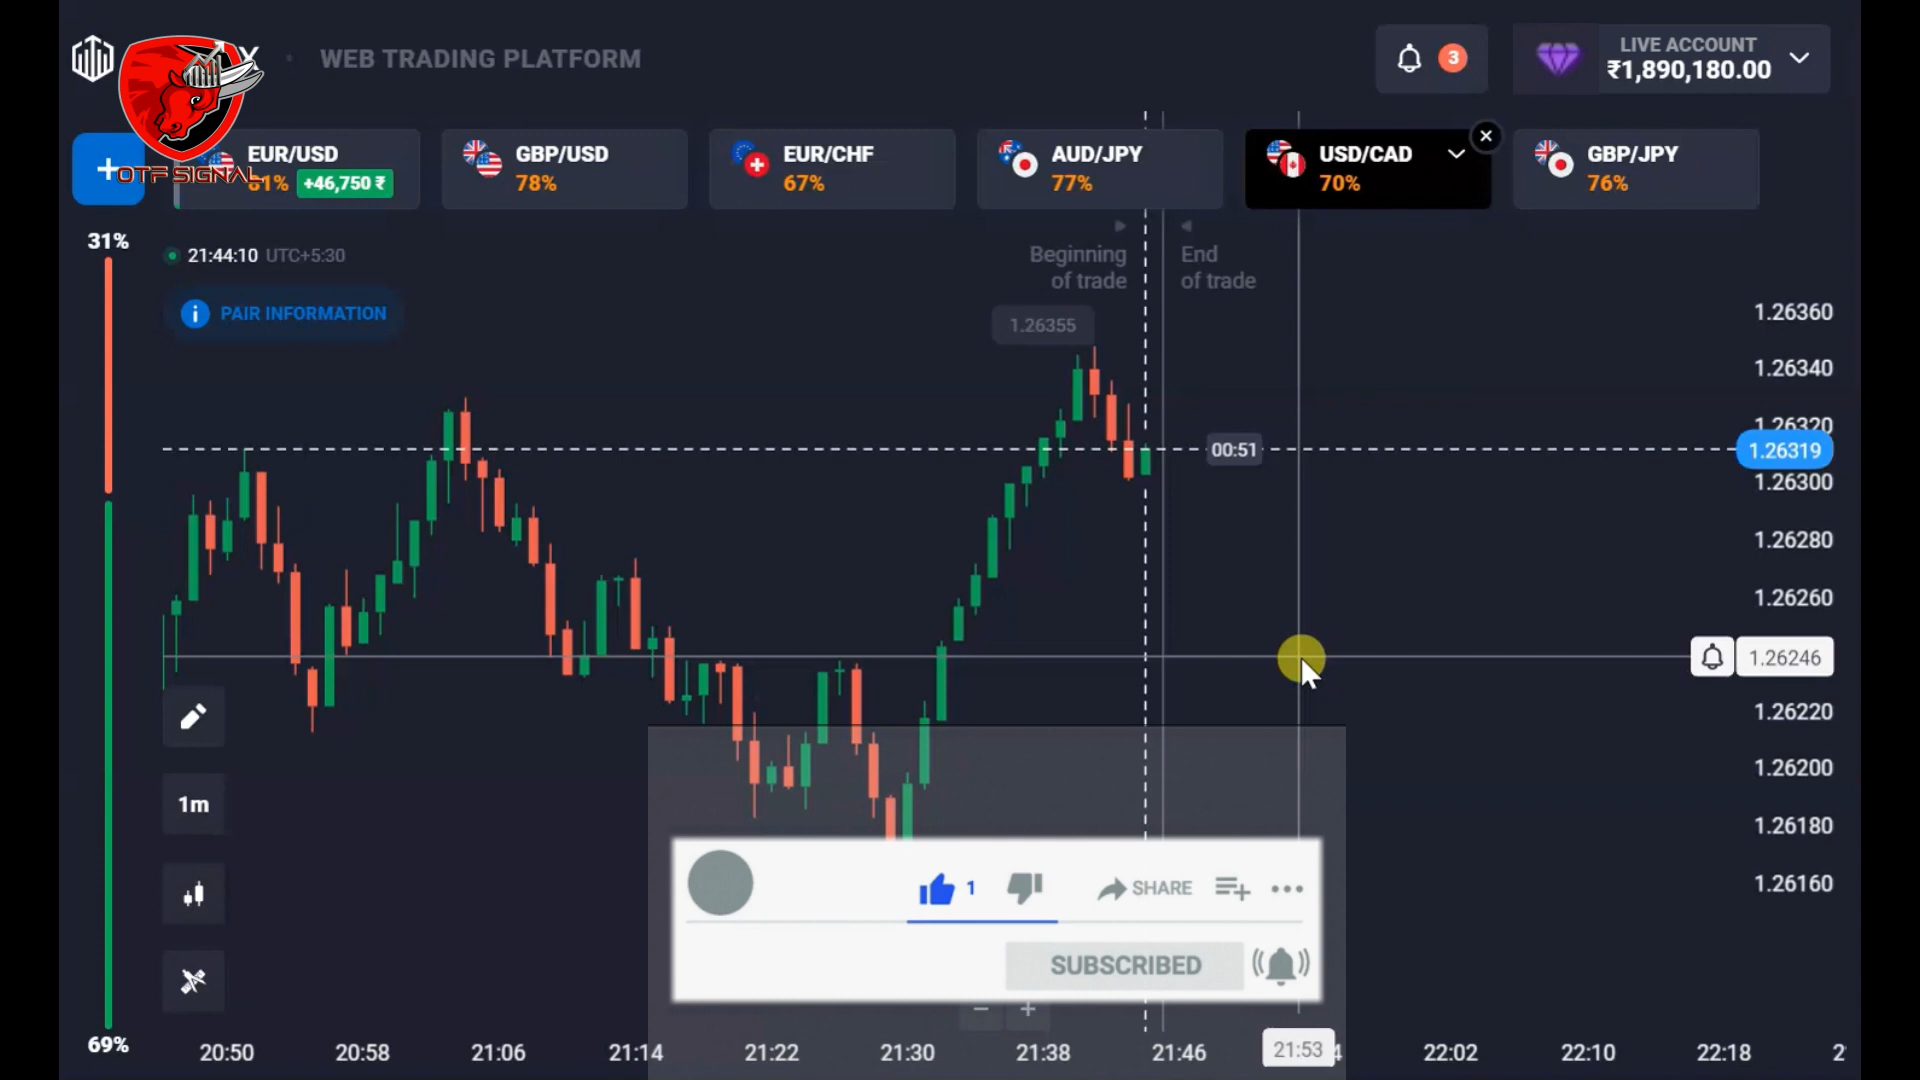 X
WEB TRADING PLATFORM
3
LIVE ACCOUNT
₹1,890,180.00
OTF SIGNAL
EUR/USD
81% +46,750 ₹
GBP/USD
78%
EUR/CHF
67%
AUD/JPY
77%
USD/CAD
70%
GBP/JPY
76%
31%
21:44:10 UTC+5:30
Beginning
of trade
End
of trade
PAIR INFORMATION
1.26355
1.26360
1.26340
1.26320
00:51
1.26319
1.26300
1.26280
1.26260
1.26246
1.26220
1.26200
1.26180
1.26160
1m
1
SHARE
SUBSCRIBED
69%
20:50 20:58 21:06 21:14 21:22 21:30 21:38 21:46 21:53 22:02 22:10 22:18